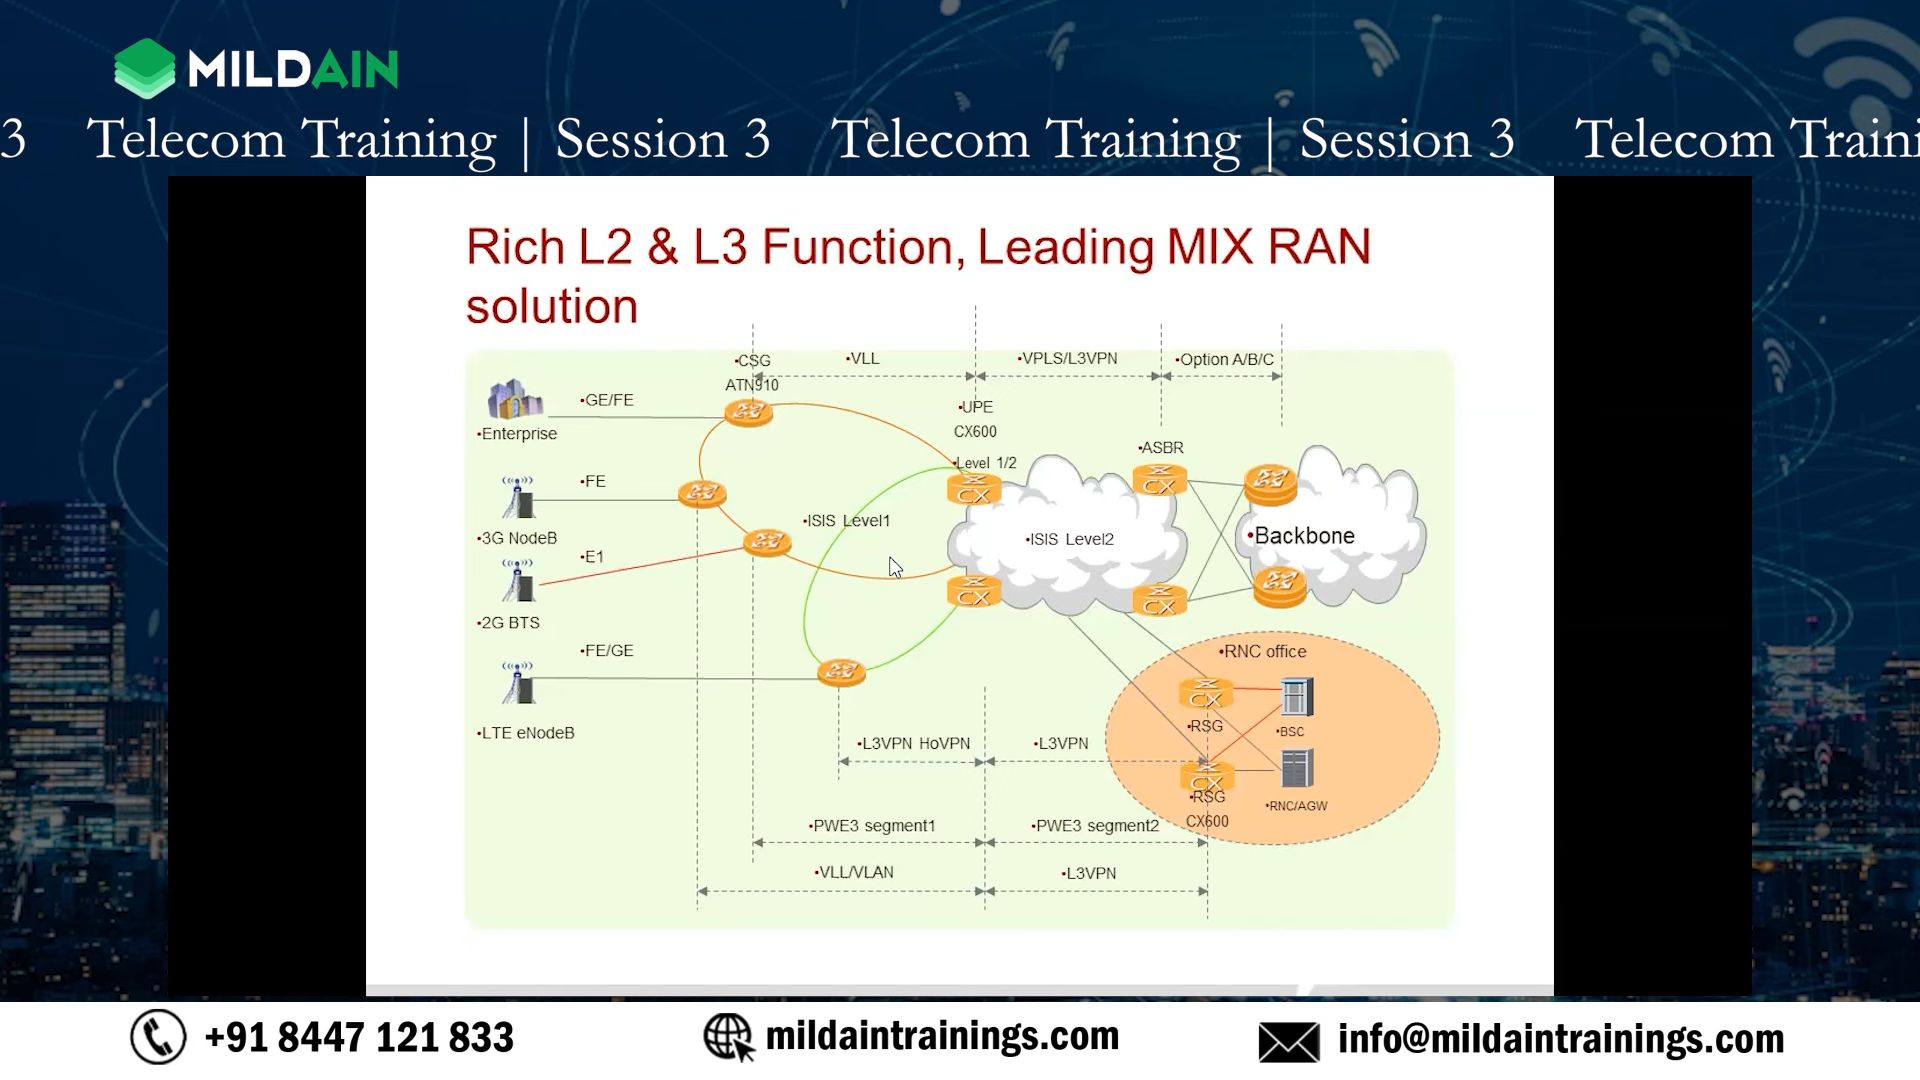 MILDAIN
3 Telecom Training | Session 3 Telecom Training | Session 3 Telecom Traini
Rich L2 & L3 Function, Leading MIX RAN
solution
•CSG
ATN910
•VLL
•VPLS/L3VPN
•Option A/B/C
•GE/FE
•Enterprise
•UPE
CX600
•Level 1/2
CX
•ASBR
CX
•FE
•3G NodeB
•ISIS Level1
•ISIS Level2
•Backbone
•E1
•2G BTS
CX
CX
•FE/GE
•LTE eNodeB
•RNC office
CX
•RSG
•BSC
•L3VPN HoVPN
•L3VPN
CX
•RSG
CX600
•RNC/AGW
•PWE3 segment1
•PWE3 segment2
•VLL/VLAN
•L3VPN
+91 8447 121 833
mildaintrainings.com
info@mildaintrainings.com